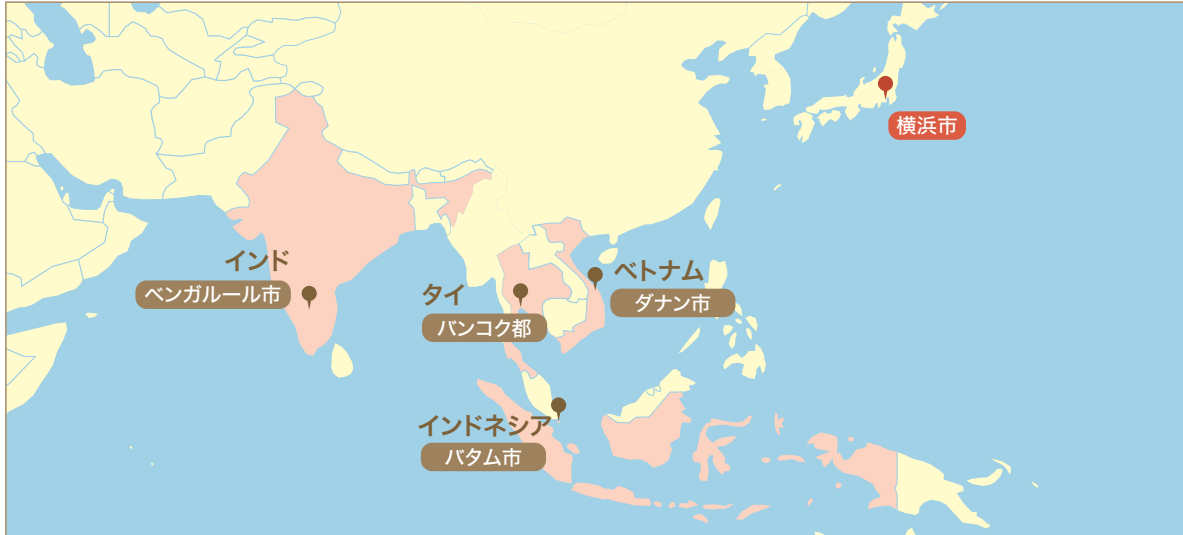 横浜市
インド
ベンガルール市
タイ
バンコク都
ベトナム
ダナン市
インドネシア
バタム市